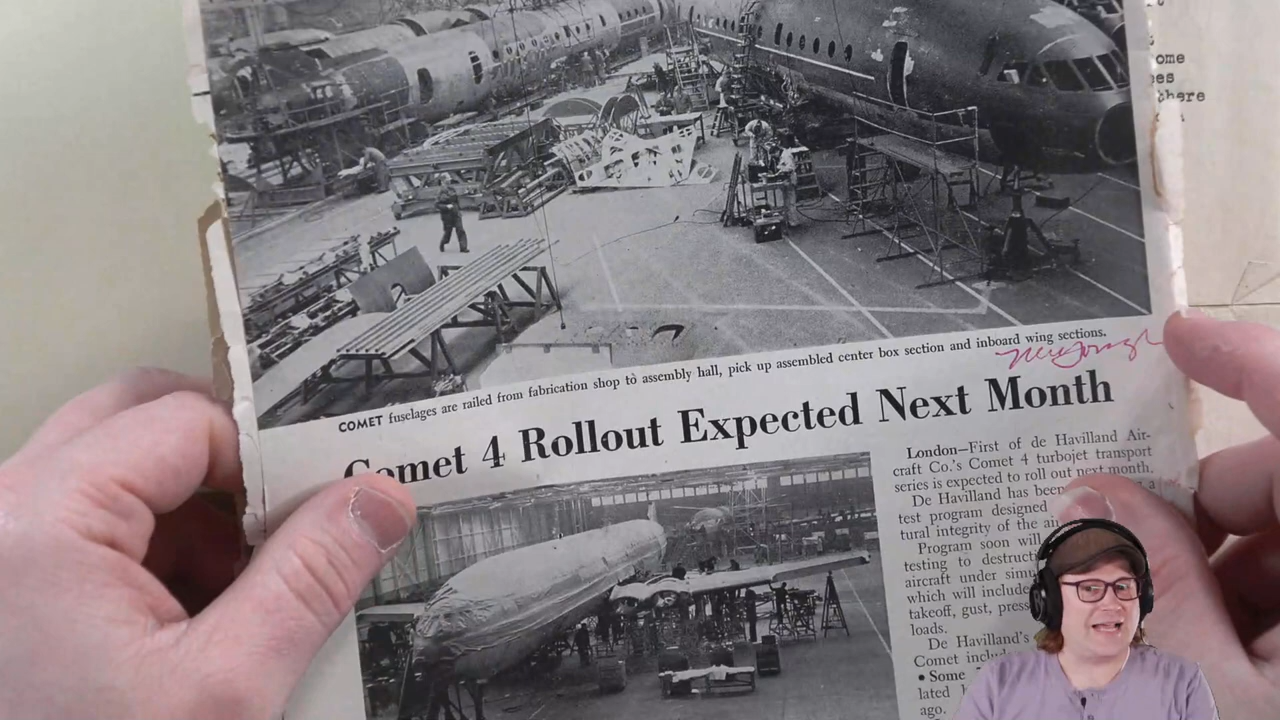 ome
ees
there
COMET fuselages are railed from fabrication shop to assembly hall, pick up assembled center box section and inboard wing sections.
Comet 4 Rollout Expected Next Month
London—First of de Havilland Air-
craft Co.'s Comet 4 turbojet transport
series is expected to roll out next month.
De Havilland has been a
test program designed
tural integrity of the air
Program soon will
testing to destructi
aircraft under simu
which will include
takeoff, gust, press
loads.
De Havilland's
Comet includ
• Some
lated
ago.